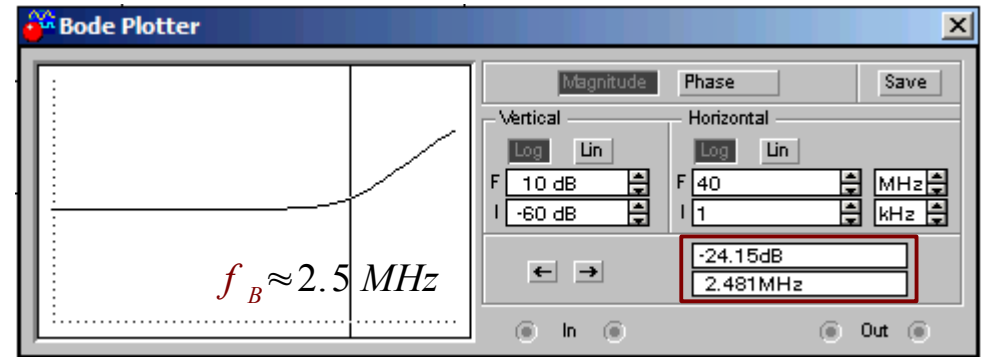 Bode Plotter
Magnitude Phase Save
Vertical Horizontal
Log Lin Log Lin
F 10 dB F 40 MHz
I -60 dB I 1 kHz
f B ≈ 2.5 MHz
← → -24.15dB
2.481MHz
In Out